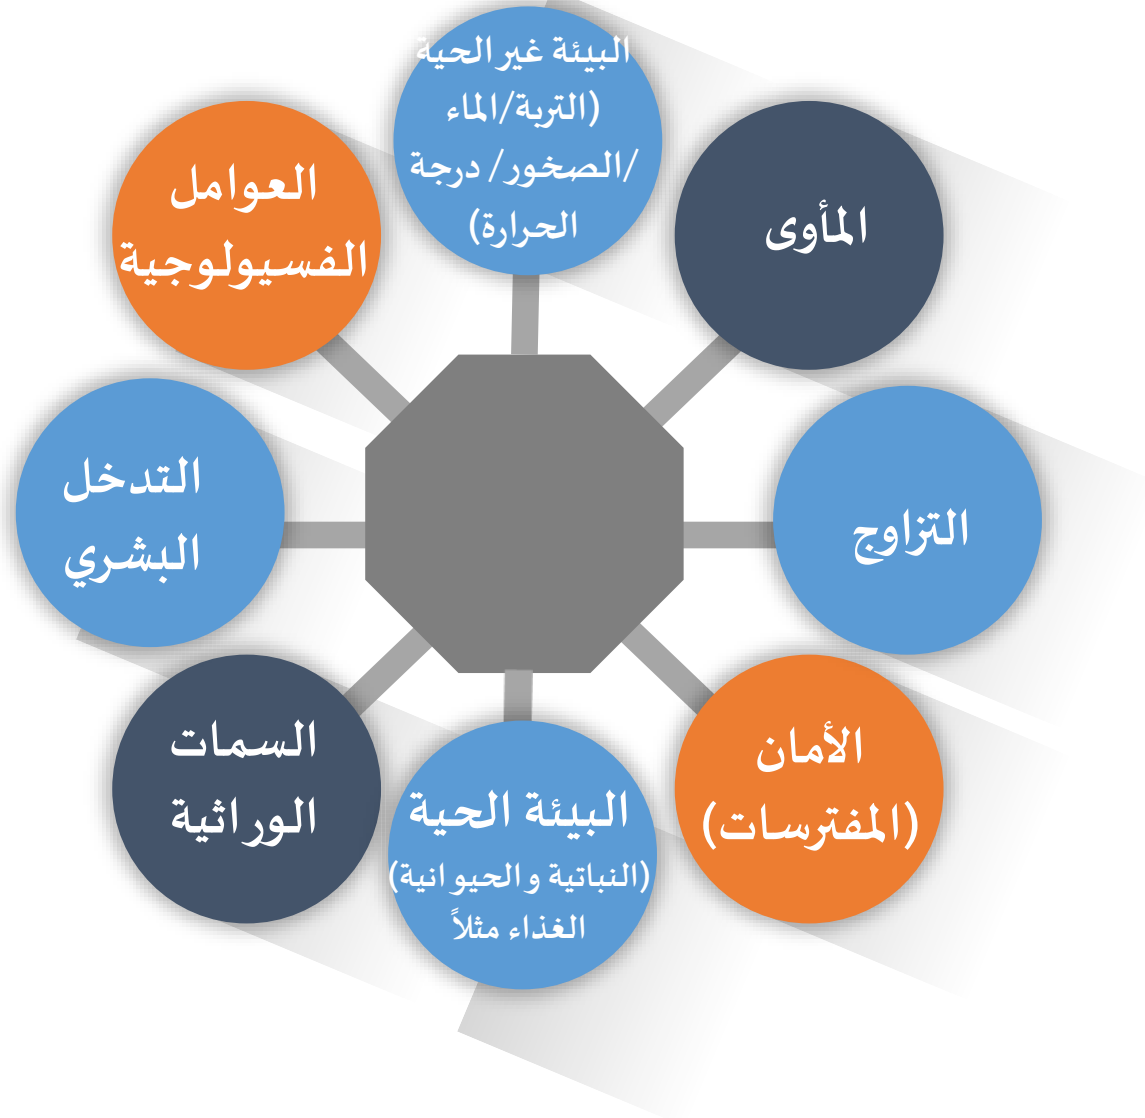 البيئة غير الحية
(التربة/الماء
/الصخور/ درجة
الحرارة)
المأوى
التزاوج
الأمان
(المفترسات)
البيئة الحية
(النباتية والحيوانية)
الغذاء مثلاً
السمات
الوراثية
التدخل
البشري
العوامل
الفسيولوجية